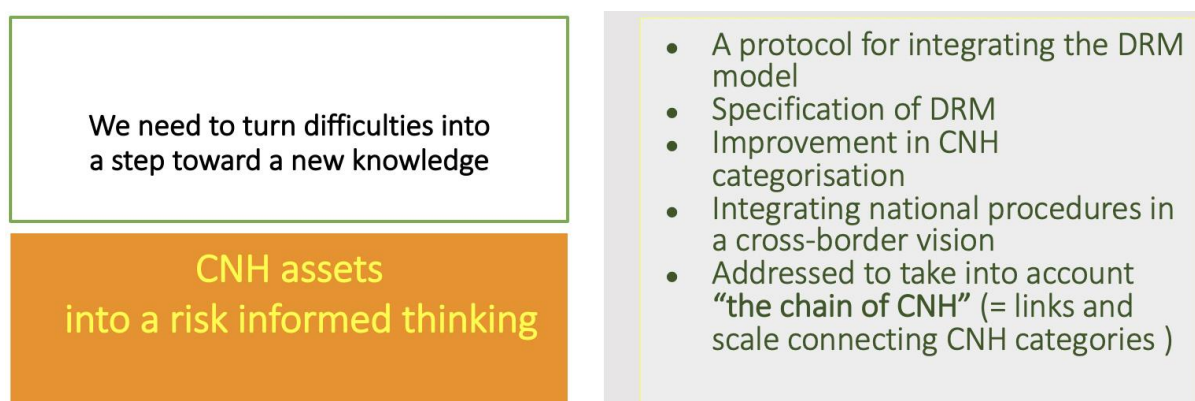 We need to turn difficulties into
a step toward a new knowledge
CNH assets
into a risk informed thinking
• A protocol for integrating the DRM
model
• Specification of DRM
• Improvement in CNH
categorisation
• Integrating national procedures in
a cross-border vision
• Addressed to take into account
“the chain of CNH” (= links and
scale connecting CNH categories )